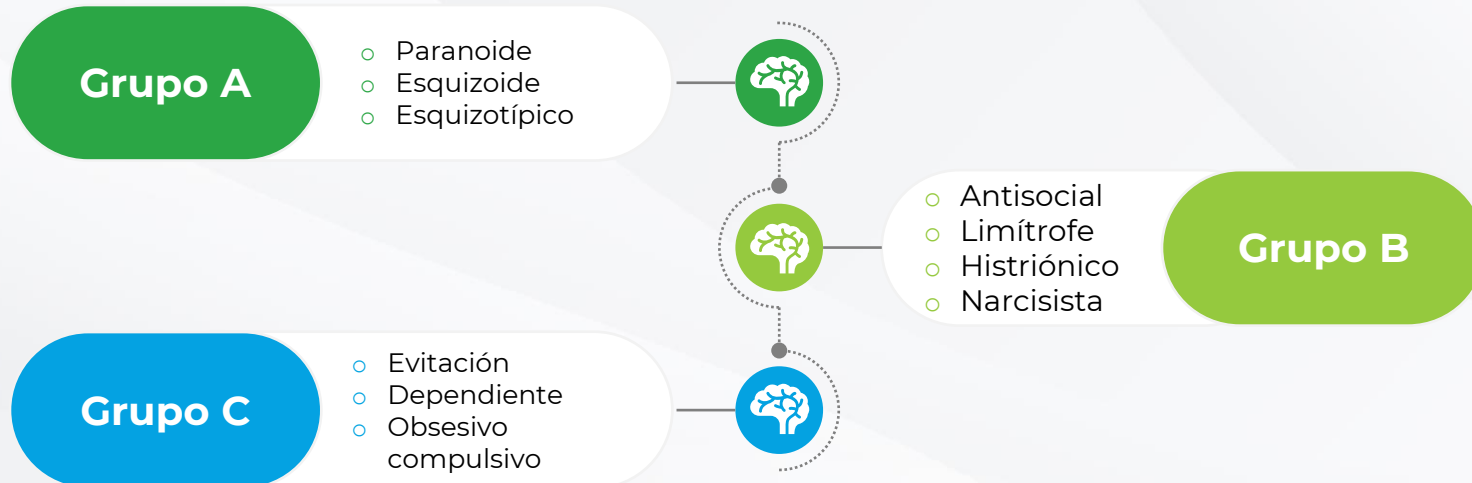 Grupo A
Paranoide
Esquizoide
Esquizotípico
Antisocial
Limítrofe
Histriónico
Narcisista
Grupo B
Grupo C
Evitación
Dependiente
Obsesivo
compulsivo